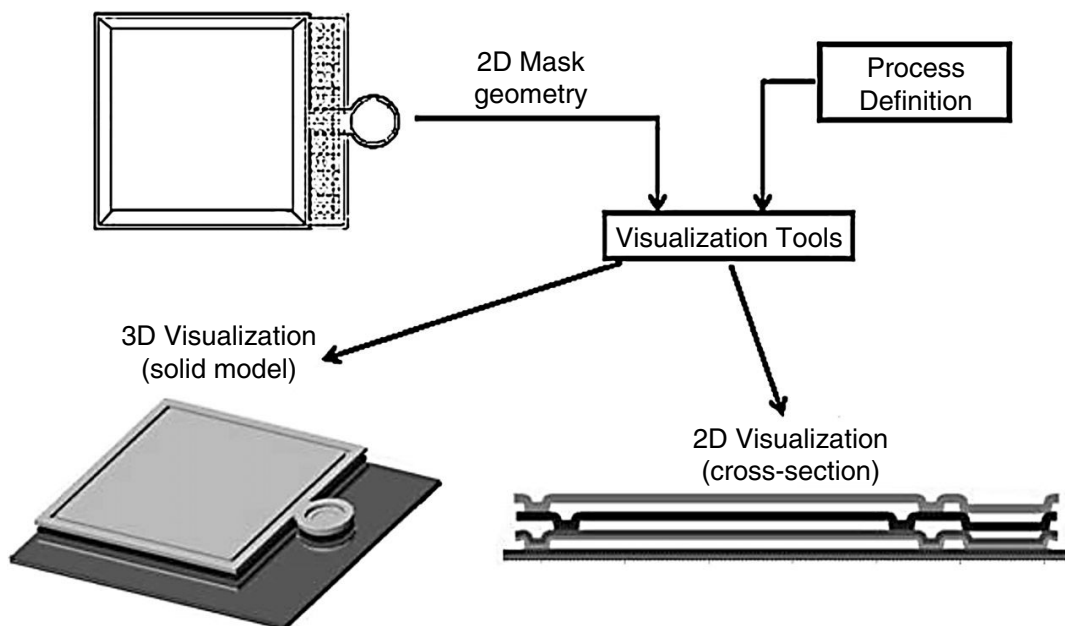 2D Mask
geometry
Process
Definition
Visualization Tools
3D Visualization
(solid model)
2D Visualization
(cross-section)